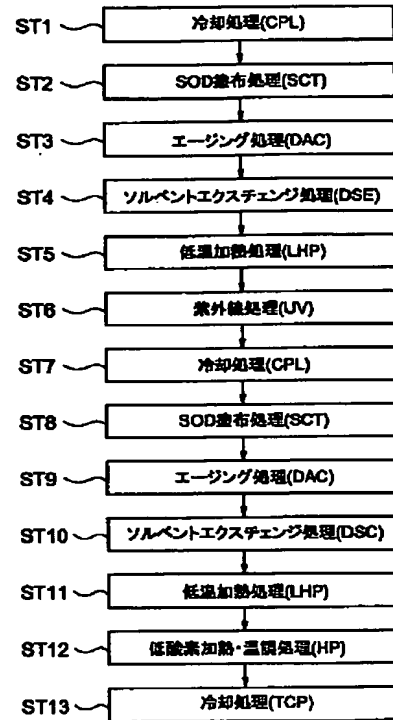 ST1 冷却処理(CPL)
ST2 SOD塗布処理(SCT)
ST3 エージング処理(DAC)
ST4 ソルベントエクスチェンジ処理(DSE)
ST5 低温加熱処理(LHP)
ST6 紫外線処理(UV)
ST7 冷却処理(CPL)
ST8 SOD塗布処理(SCT)
ST9 エージング処理(DAC)
ST10 ソルベントエクスチェンジ処理(DSC)
ST11 低温加熱処理(LHP)
ST12 低酸素加熱・温調処理(HP)
ST13 冷却処理(TCP)